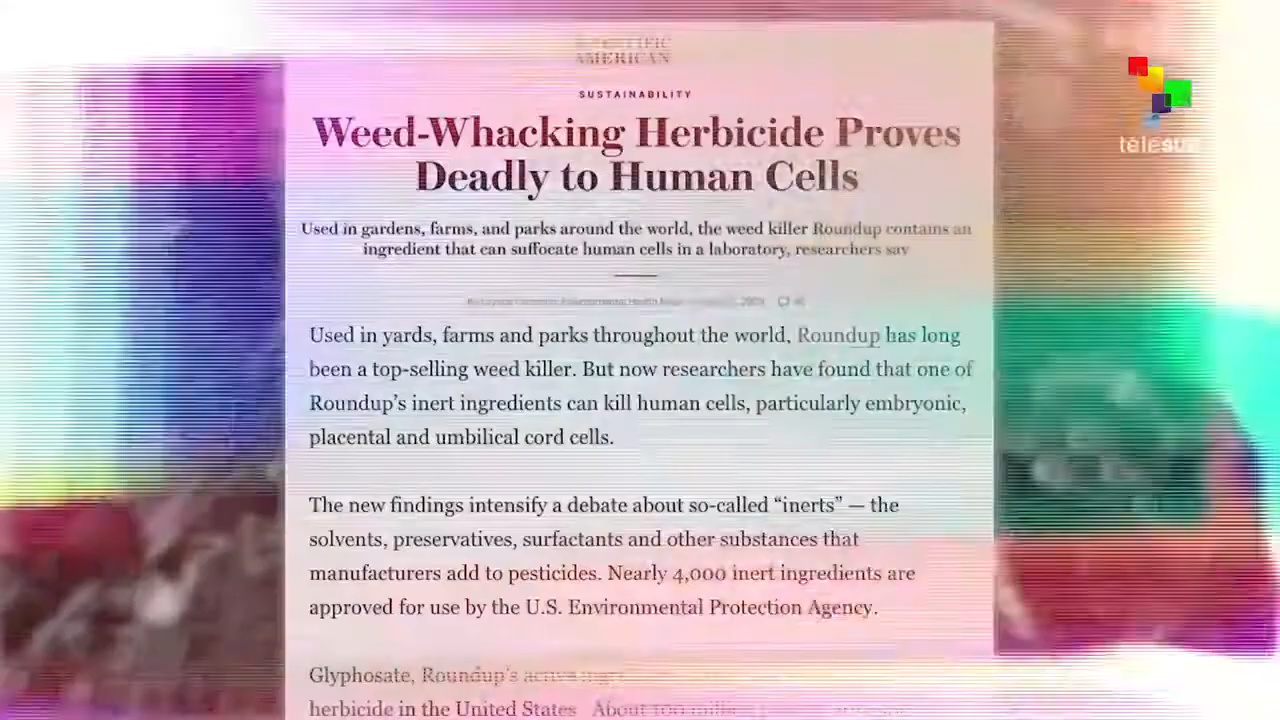 SCIENTIFIC
AMERICAN
telesur
SUSTAINABILITY
Weed-Whacking Herbicide Proves
Deadly to Human Cells
Used in gardens, farms, and parks around the world, the weed killer Roundup contains an
ingredient that can suffocate human cells in a laboratory, researchers say
Used in yards, farms and parks throughout the world, Roundup has long
been a top-selling weed killer. But now researchers have found that one of
Roundup’s inert ingredients can kill human cells, particularly embryonic,
placental and umbilical cord cells.
The new findings intensify a debate about so-called “inerts” — the
solvents, preservatives, surfactants and other substances that
manufacturers add to pesticides. Nearly 4,000 inert ingredients are
approved for use by the U.S. Environmental Protection Agency.
Glyphosate, Roundup’s active
herbicide in the United States About 100